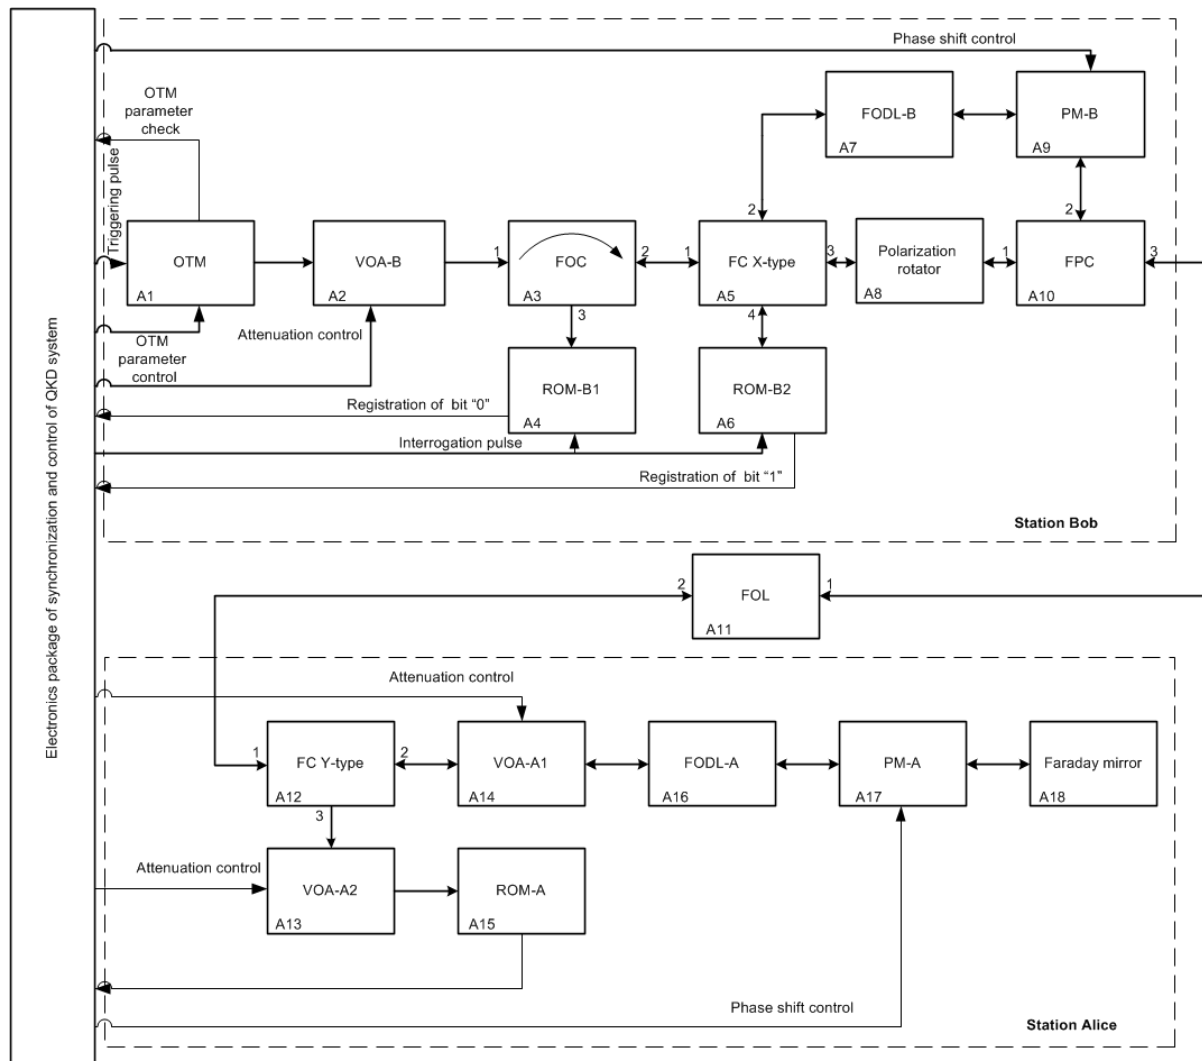 Electronics package of synchronization and control of QKD system
Phase shift control
OTM
parameter
check
Triggering pulse
FODL-B
A7
PM-B
A9
2
2
OTM
A1
VOA-B
A2
1
FOC
A3
2
1
FC X-type
A5
3
Polarization
rotator
A8
1
FPC
A10
3
3
4
OTM
parameter
control
Attenuation control
ROM-B1
A4
ROM-B2
A6
Registration of bit “0”
Interrogation pulse
Registration of bit “1”
Station Bob
2
FOL
A11
1
Attenuation control
1
FC Y-type
A12
2
VOA-A1
A14
FODL-A
A16
PM-A
A17
Faraday mirror
A18
3
Attenuation control
VOA-A2
A13
ROM-A
A15
Phase shift control
Station Alice